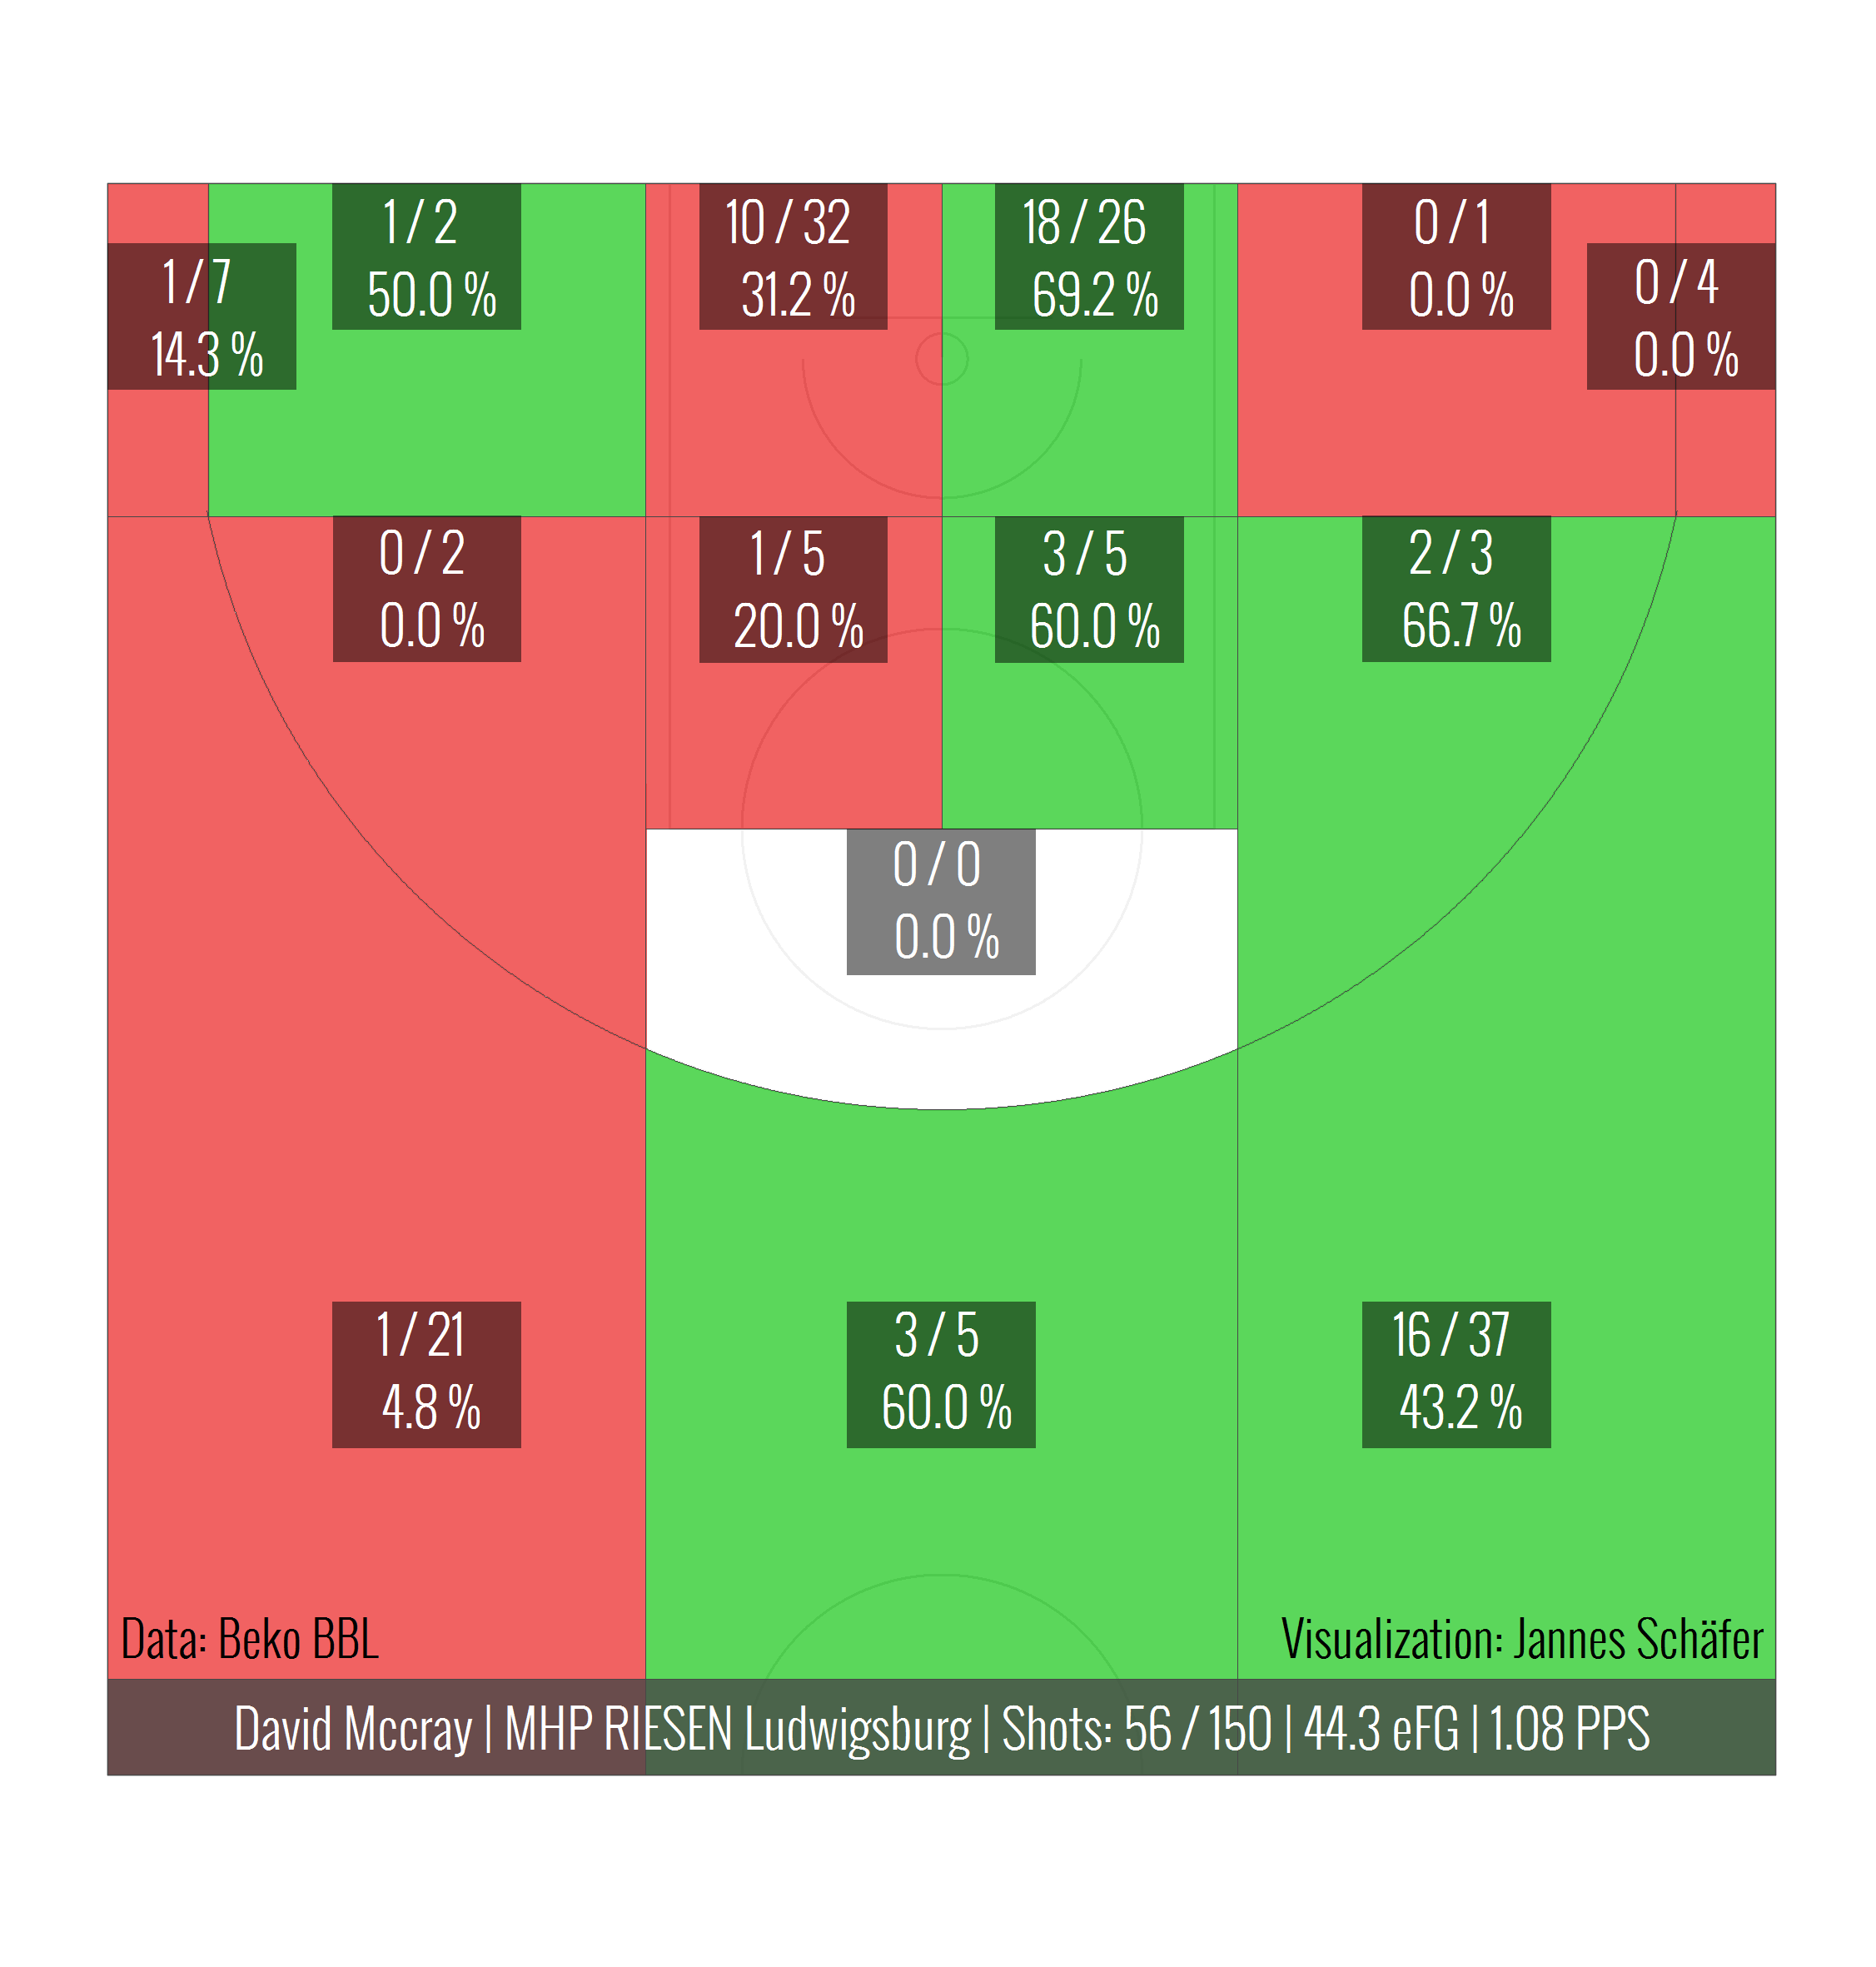 1 / 2
50.0 %
10 / 32
31.2 %
18 / 26
69.2 %
0 / 1
0.0 %
1 / 7
14.3 %
0 / 4
0.0 %
0 / 2
0.0 %
1 / 5
20.0 %
3 / 5
60.0 %
2 / 3
66.7 %
0 / 0
0.0 %
1 / 21
4.8 %
3 / 5
60.0 %
16 / 37
43.2 %
Data: Beko BBL
Visualization: Jannes Schäfer
David Mccray | MHP RIESEN Ludwigsburg | Shots: 56 / 150 | 44.3 eFG | 1.08 PPS